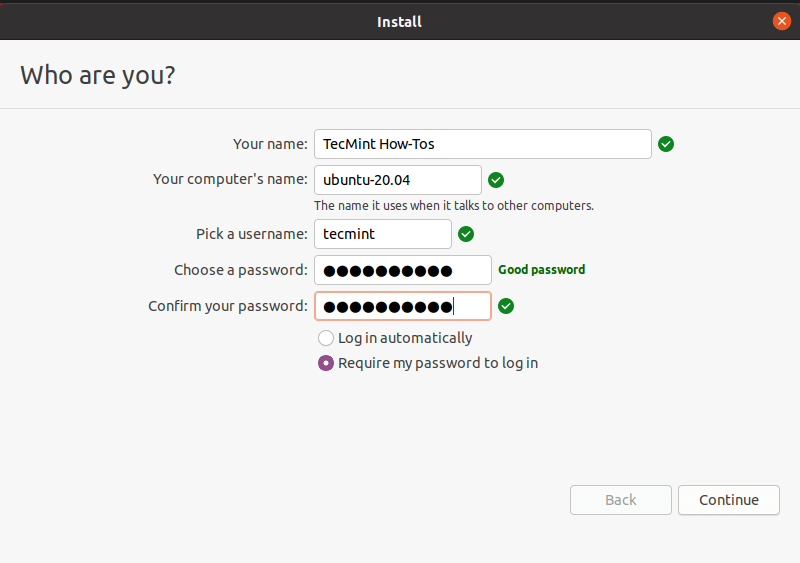 Install
Who are you?
Your name: TecMint How-Tos
Your computer's name: ubuntu-20.04
The name it uses when it talks to other computers.
Pick a username: tecmint
Choose a password: ●●●●●●●●●● Good password
Confirm your password: ●●●●●●●●●●
Log in automatically
Require my password to log in
Back Continue